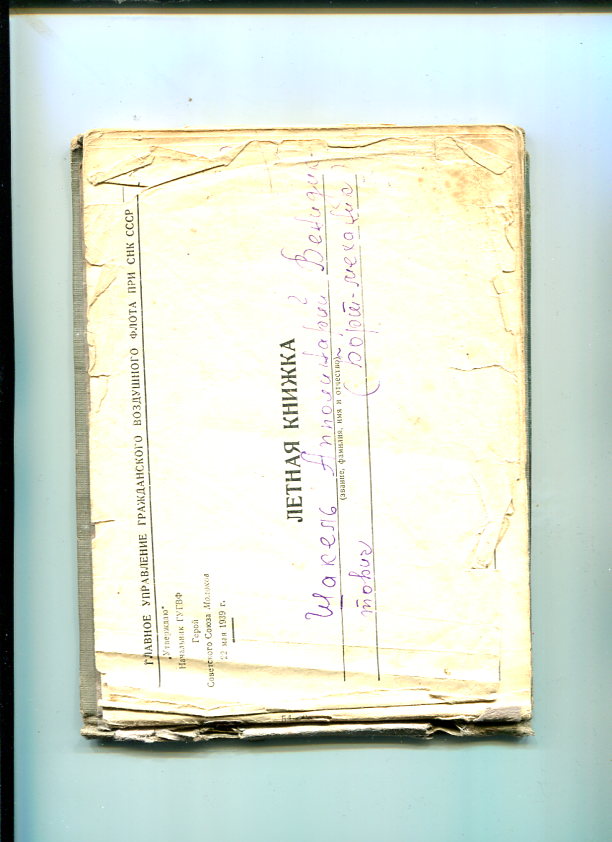 ГЛАВНОЕ УПРАВЛЕНИЕ ГРАЖДАНСКОГО ВОЗДУШНОГО ФЛОТА ПРИ СНК СССР
"Утверждаю"
Начальник ГУГВФ
Герой
Советского Союза Молоков
22 мая 1939 г.
ЛЕТНАЯ КНИЖКА
Шакель
(звание, фамилия, имя и отчество)
тович (борт-механик